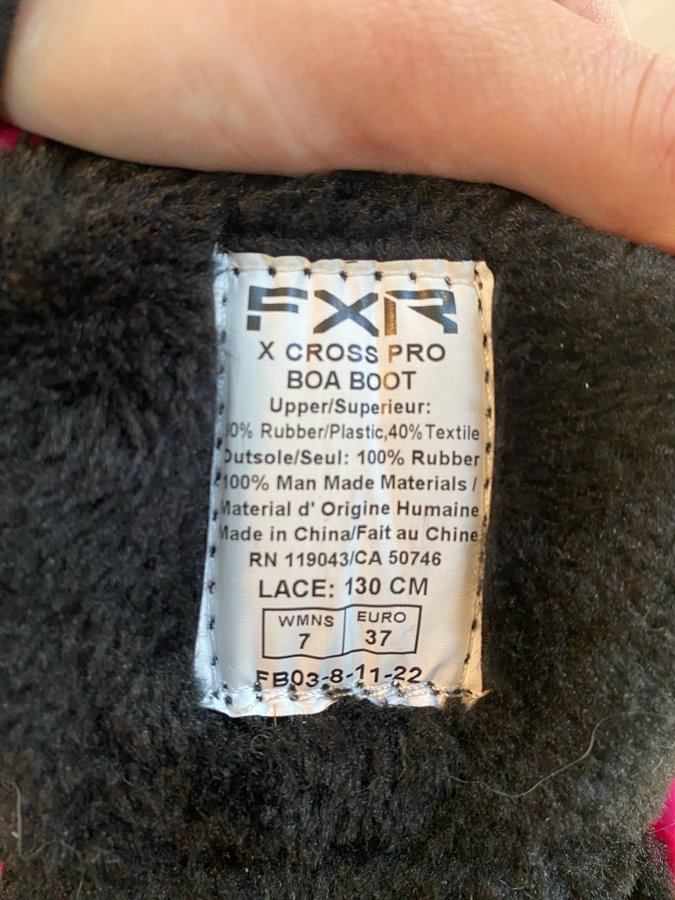 FXR
X CROSS PRO
BOA BOOT
Upper/Superieur:
Rubber/Plastic,40% Textile
Outsole/Seul: 100% Rubber
100% Man Made Materials /
Material d' Origine Humaine
Made in China/Fait au Chine
RN 119043/CA 50746
LACE: 130 CM
WMNS EURO
7 37
FB03-8-11-22